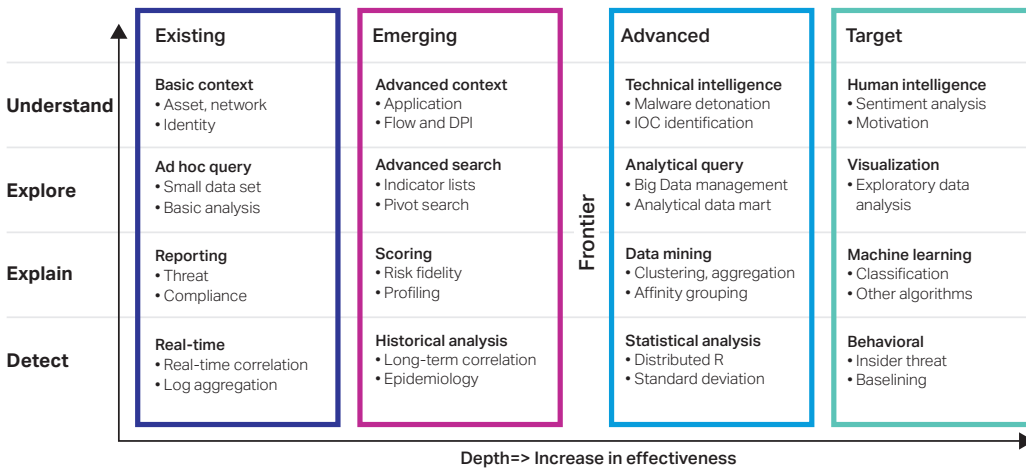 Existing
Emerging
Advanced
Target
Understand
Basic context
• Asset, network
• Identity
Advanced context
• Application
• Flow and DPI
Technical intelligence
• Malware detonation
• IOC identification
Human intelligence
• Sentiment analysis
• Motivation
Explore
Ad hoc query
• Small data set
• Basic analysis
Advanced search
• Indicator lists
• Pivot search
Frontier
Analytical query
• Big Data management
• Analytical data mart
Visualization
• Exploratory data
analysis
Explain
Reporting
• Threat
• Compliance
Scoring
• Risk fidelity
• Profiling
Data mining
• Clustering, aggregation
• Affinity grouping
Machine learning
• Classification
• Other algorithms
Detect
Real-time
• Real-time correlation
• Log aggregation
Historical analysis
• Long-term correlation
• Epidemiology
Statistical analysis
• Distributed R
• Standard deviation
Behavioral
• Insider threat
• Baselining
Depth=> Increase in effectiveness